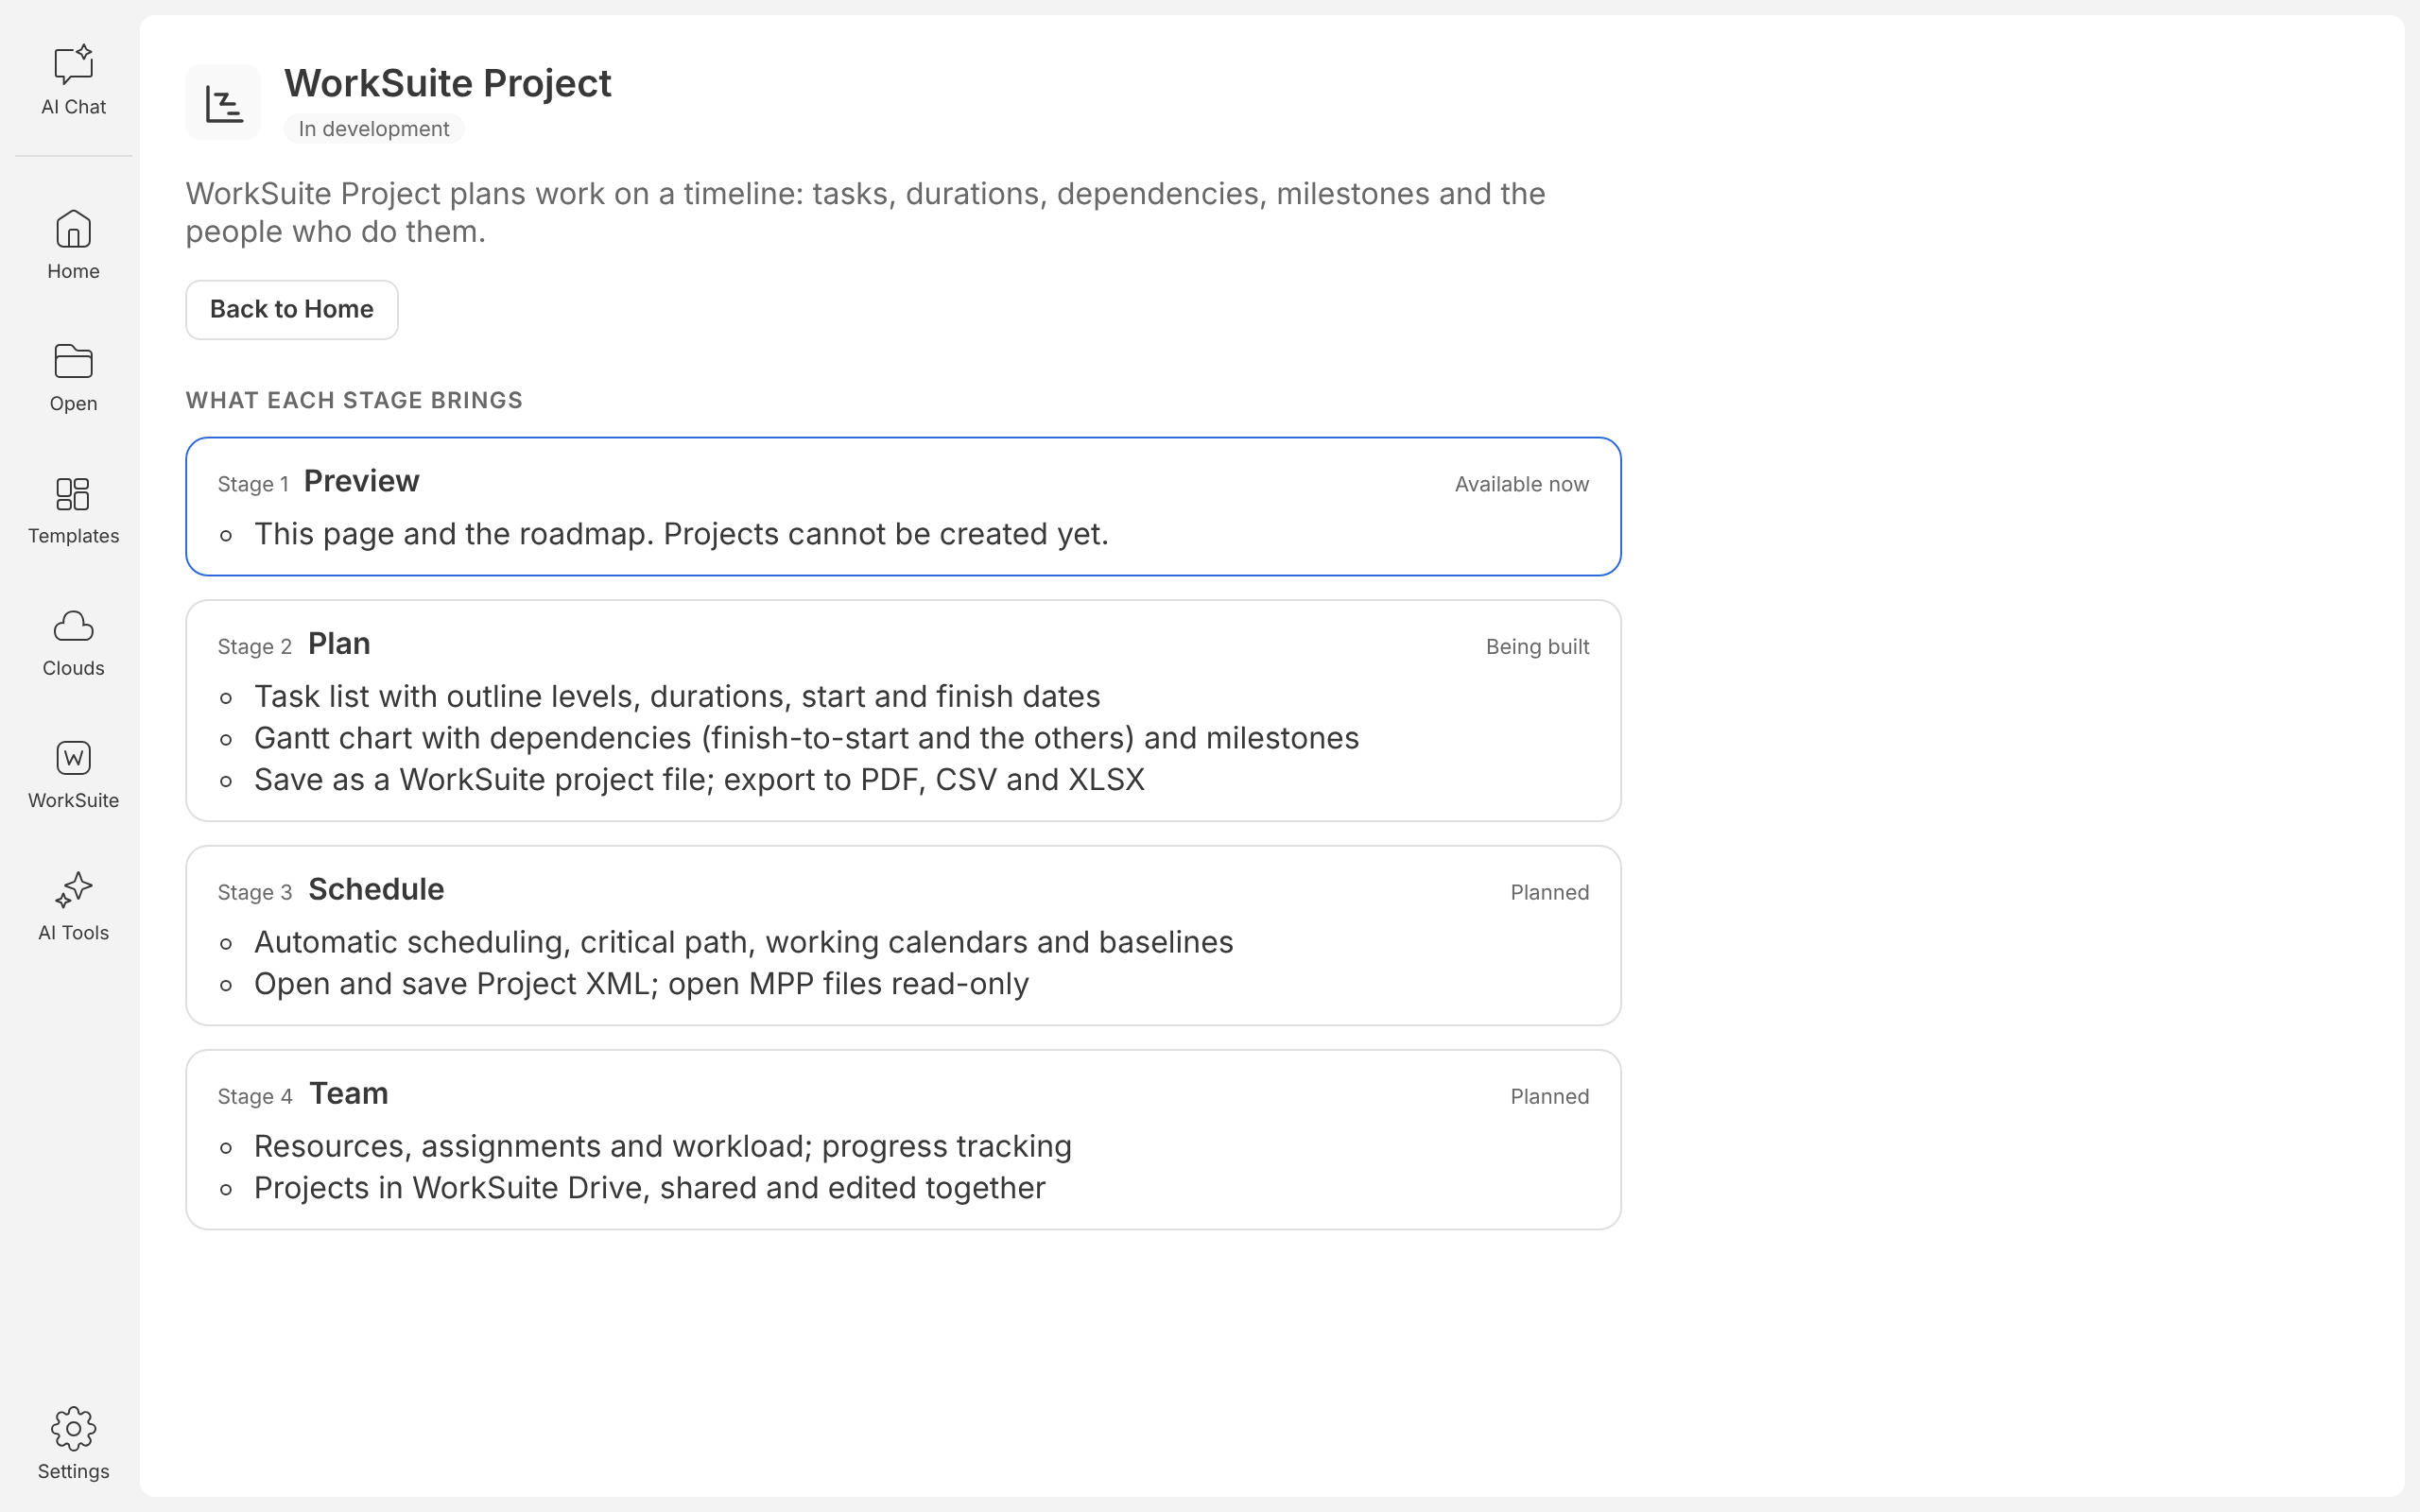 AI Chat
Home
Open
Templates
Clouds
WorkSuite
AI Tools
Settings
WorkSuite Project
In development
WorkSuite Project plans work on a timeline: tasks, durations, dependencies, milestones and the
people who do them.
Back to Home
WHAT EACH STAGE BRINGS
Stage 1 Preview Available now
This page and the roadmap. Projects cannot be created yet.
Stage 2 Plan Being built
Task list with outline levels, durations, start and finish dates
Gantt chart with dependencies (finish-to-start and the others) and milestones
Save as a WorkSuite project file; export to PDF, CSV and XLSX
Stage 3 Schedule Planned
Automatic scheduling, critical path, working calendars and baselines
Open and save Project XML; open MPP files read-only
Stage 4 Team Planned
Resources, assignments and workload; progress tracking
Projects in WorkSuite Drive, shared and edited together